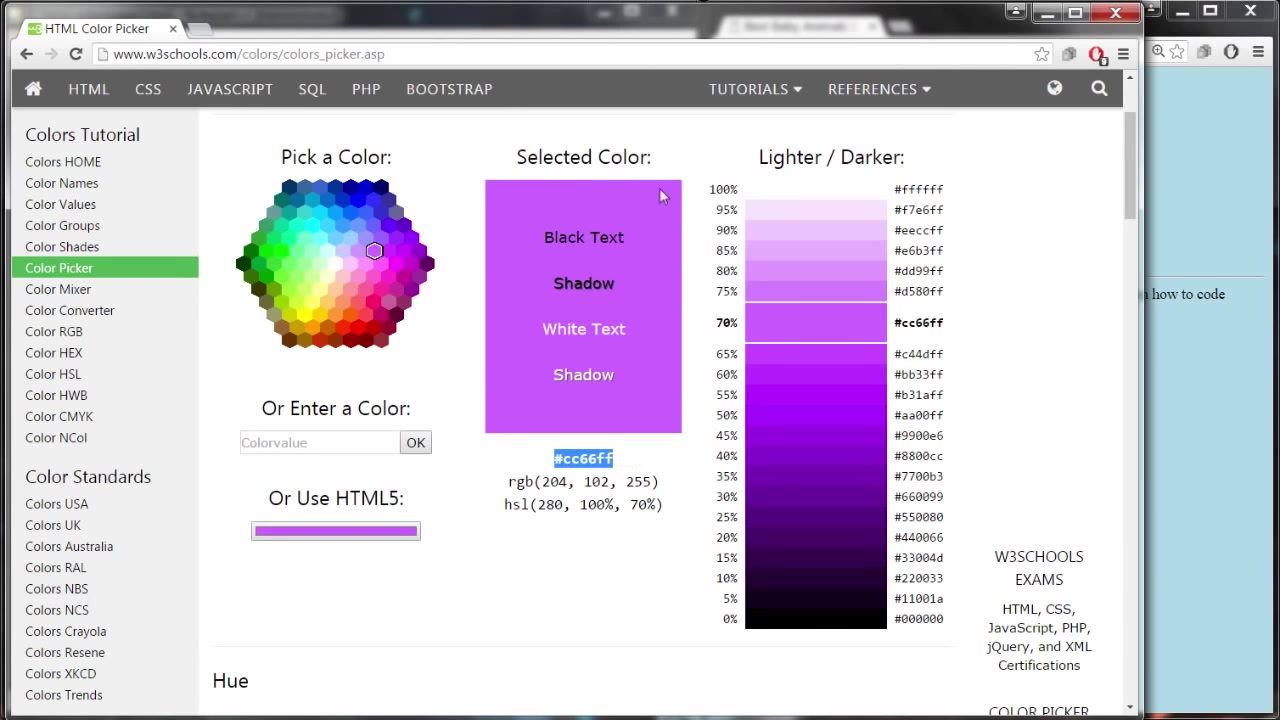 HTML Color Picker
www.w3schools.com/colors/colors_picker.asp
HTML CSS JAVASCRIPT SQL PHP BOOTSTRAP TUTORIALS REFERENCES
Colors Tutorial
Colors HOME
Color Names
Color Values
Color Groups
Color Shades
Color Picker
Color Mixer
Color Converter
Color RGB
Color HEX
Color HSL
Color HWB
Color CMYK
Color NCol
Color Standards
Colors USA
Colors UK
Colors Australia
Colors RAL
Colors NBS
Colors NCS
Colors Crayola
Colors Resene
Colors XKCD
Colors Trends
Pick a Color:
Or Enter a Color:
Colorvalue OK
Or Use HTML5:
Selected Color:
Black Text
Shadow
White Text
Shadow
#cc66ff
rgb(204, 102, 255)
hsl(280, 100%, 70%)
Lighter / Darker:
100% #ffffff
95% #f7e6ff
90% #eeccff
85% #e6b3ff
80% #dd99ff
75% #d580ff
70% #cc66ff
65% #c44dff
60% #bb33ff
55% #b31aff
50% #aa00ff
45% #9900e6
40% #8800cc
35% #7700b3
30% #660099
25% #550080
20% #440066
15% #33004d
10% #220033
5% #11001a
0% #000000
Hue
W3SCHOOLS
EXAMS
HTML, CSS,
JavaScript, PHP,
jQuery, and XML
Certifications
COLOR PICKER
how to code